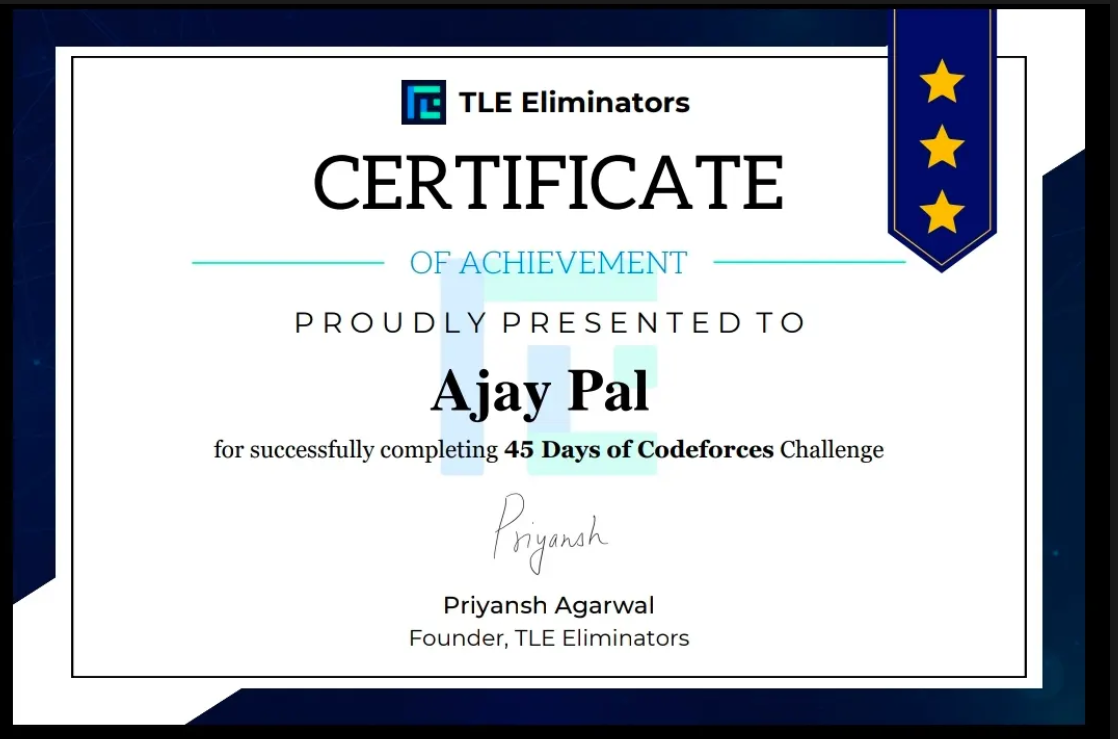 TLE Eliminators
CERTIFICATE
OF ACHIEVEMENT
PROUDLY PRESENTED TO
Ajay Pal
for successfully completing 45 Days of Codeforces Challenge
Priyansh
Priyansh Agarwal
Founder, TLE Eliminators